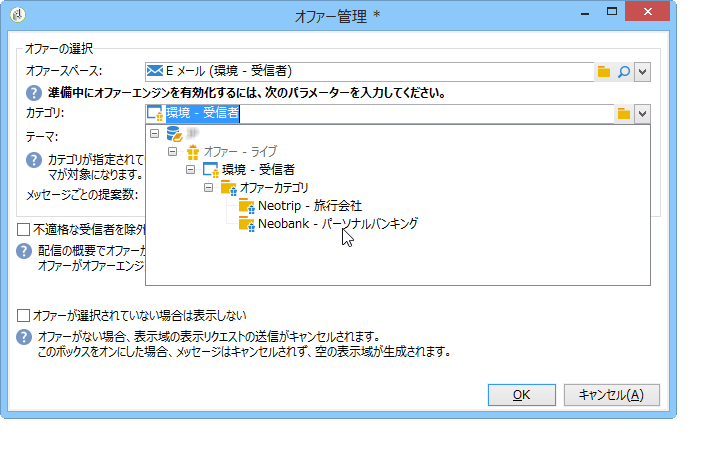 オファー管理 *
オファーの選択
オファースペース:
E メール (環境 - 受信者)
準備中にオファーエンジンを有効化するには、次のパラメーターを入力してください。
カテゴリ:
環境 - 受信者
テーマ:
オファー - ライブ
カテゴリが指定されて
環境 - 受信者
マが対象になります。
オファーカテゴリ
メッセージごとの提案数:
Neotrip - 旅行会社
不適格な受信者を除外
Neobank - パーソナルバンキング
配信の概要でオファーが
オファーがオファーエンジ
オファーが選択されていない場合は表示しない
オファーがない場合、表示域の表示リクエストの送信がキャンセルされます。
このボックスをオンにした場合、メッセージはキャンセルされず、空の表示域が生成されます。
OK
キャンセル(A)